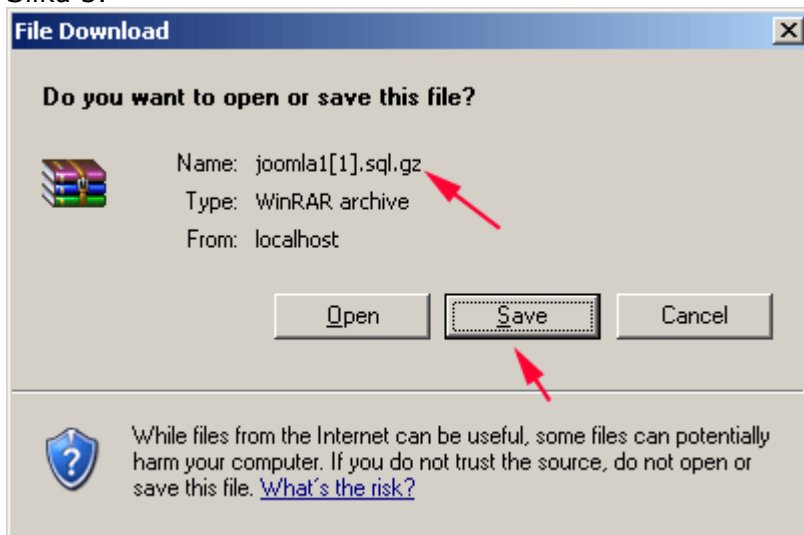 File Download
Do you want to open or save this file?
Name: joomla1[1].sql.gz
Type: WinRAR archive
From: localhost
Open Save Cancel
While files from the Internet can be useful, some files can potentially
harm your computer. If you do not trust the source, do not open or
save this file. What's the risk?